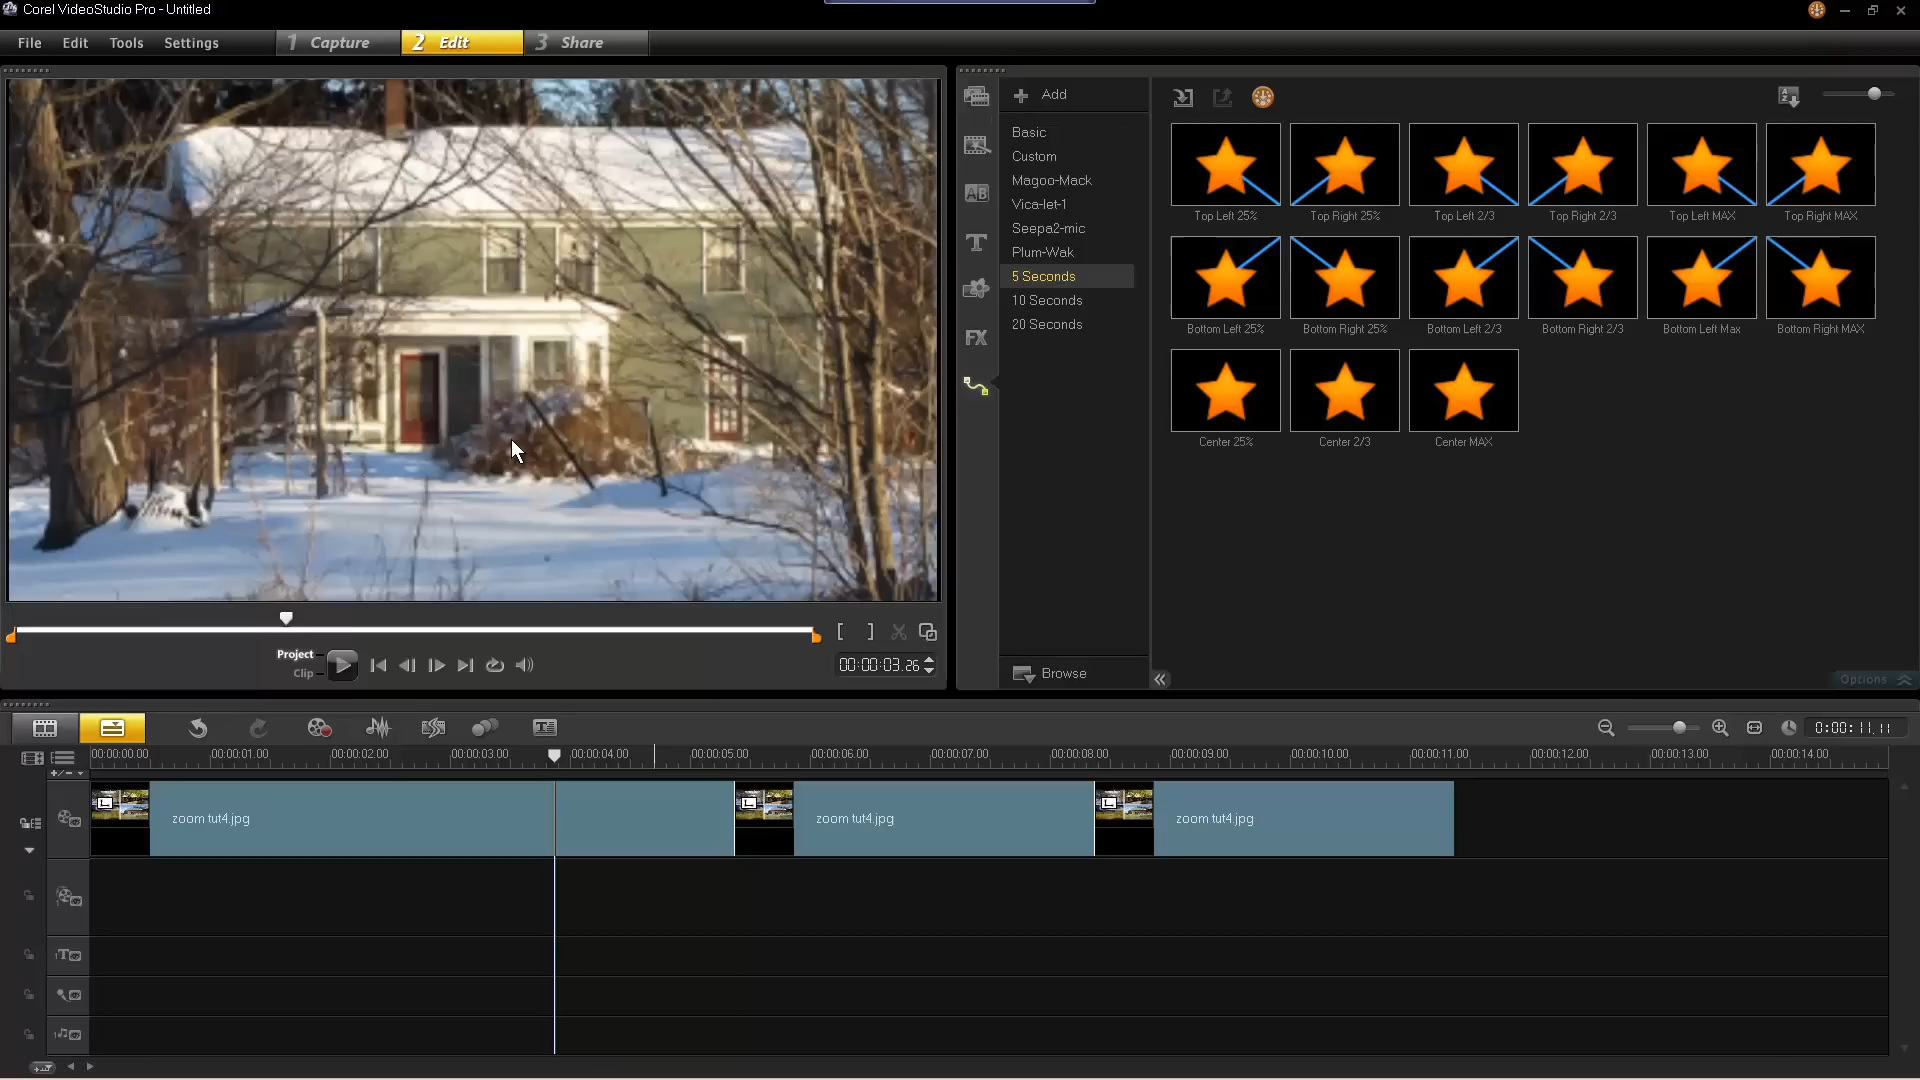 Corel VideoStudio Pro - Untitled
File Edit Tools Settings 1 Capture 2 Edit 3 Share
Add
Basic
Custom
Magoo-Mack
Vica-let-1
Seepa2-mic
Plum-Wak
5 Seconds
10 Seconds
20 Seconds
Browse
AB
T
FX
A
Z
Top Left 25% Top Right 25% Top Left 2/3 Top Right 2/3 Top Left MAX Top Right MAX
Bottom Left 25% Bottom Right 25% Bottom Left 2/3 Bottom Right 2/3 Bottom Left Max Bottom Right MAX
Center 25% Center 2/3 Center MAX
Options
Project
Clip
00:00:03.26
0:00:11.11
00:00:00.00 00:00:01.00 00:00:02.00 00:00:03.00 00:00:04.00 00:00:05.00 00:00:06.00 00:00:07.00 00:00:08.00 00:00:09.00 00:00:10.00 00:00:11.00 00:00:12.00 00:00:13.00 00:00:14.00
zoom tut4.jpg zoom tut4.jpg zoom tut4.jpg